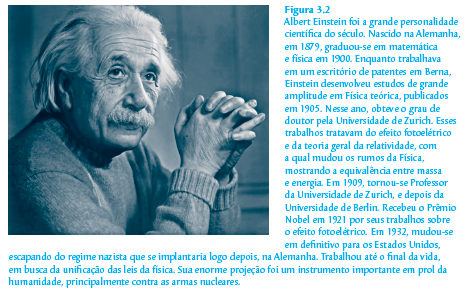 Figura 3.2
Albert Einstein foi a grande personalidade
científica do século. Nascido na Alemanha,
em 1879, graduou-se em matemática
e física em 1900. Enquanto trabalhava
em um escritório de patentes em Berna,
Einstein desenvolveu estudos de grande
amplitude em Física teórica, publicados
em 1905. Nesse ano, obteve o grau de
doutor pela Universidade de Zurich. Esses
trabalhos tratavam do efeito fotoelétrico
e da teoria geral da relatividade, com
a qual mudou os rumos da Física,
mostrando a equivalência entre massa
e energia. Em 1909, tornou-se Professor
da Universidade de Zurich, e depois da
Universidade de Berlin. Recebeu o Prêmio
Nobel em 1921 por seus trabalhos sobre
o efeito fotoelétrico. Em 1932, mudou-se
em definitivo para os Estados Unidos,
escapando do regime nazista que se implantaria logo depois, na Alemanha. Trabalhou até o final da vida,
em busca da unificação das leis da física. Sua enorme projeção foi um instrumento importante em prol da
humanidade, principalmente contra as armas nucleares.